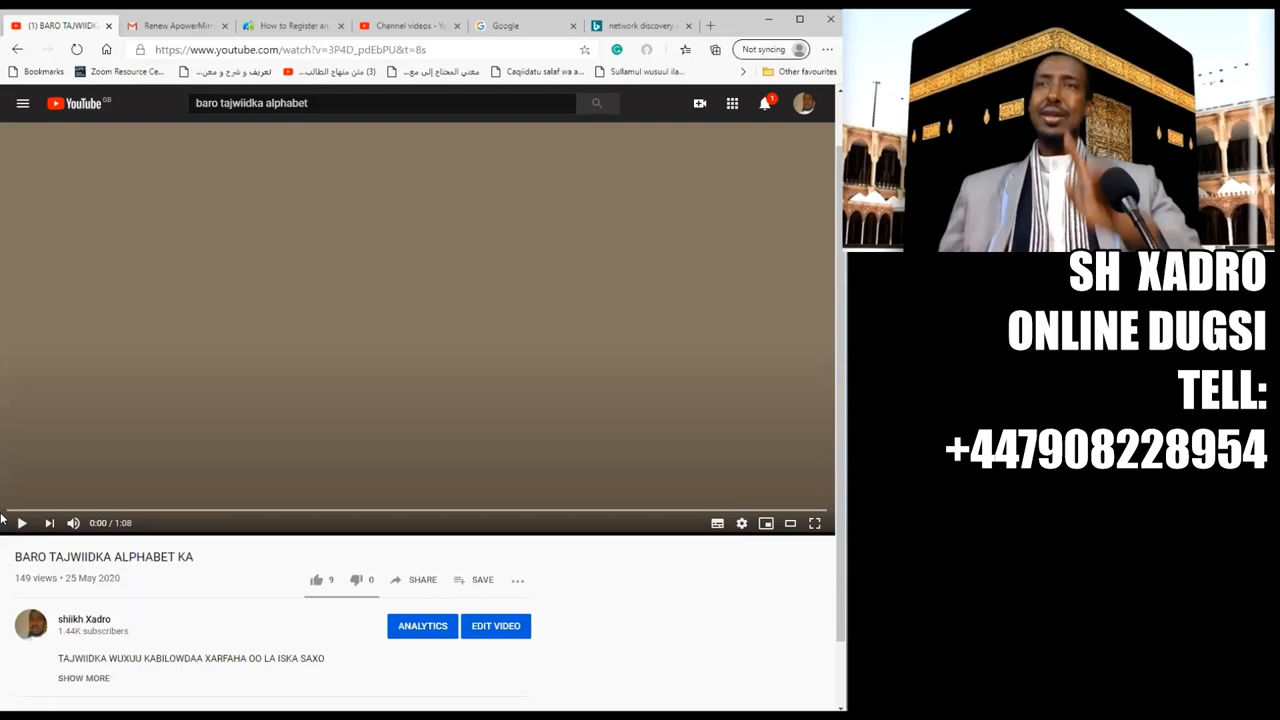 (1) BARO TAJWIIDK
Renew ApowerMirr
How to Register an
Channel videos - Yo
Google
network discovery
https://www.youtube.com/watch?v=3P4D_pdEbPU&t=8s
Not syncing
Bookmarks
Zoom Resource Ce...
تعريف و شرح و معن...
(3) متن منهاج الطالب...
مغني المحتاج إلى مع...
Caqiidatu salaf wa a...
Sullamul wusuul ila...
Other favourites
YouTube GB
baro tajwiidka alphabet
1
0:00 / 1:08
BARO TAJWIIDKA ALPHABET KA
149 views • 25 May 2020
9
0
SHARE
SAVE
shiikh Xadro
1.44K subscribers
ANALYTICS
EDIT VIDEO
TAJWIIDKA WUXUU KABILOWDAA XARFAHA OO LA ISKA SAXO
SHOW MORE
SH XADRO
ONLINE DUGSI
TELL:
+447908228954